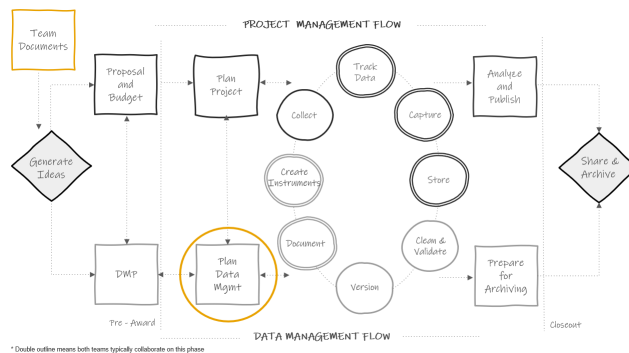 PROJECT MANAGEMENT FLOW
Team
Documents
Proposal
and
Budget
Plan
Project
Track
Data
Analyze
and
Publish
Collect
Capture
Generate
Ideas
Create
Instruments
Store
Share &
Archive
Document
Clean &
Validate
DMP
Plan
Data
Mgmt
Version
Prepare
for
Archiving
Pre - Award
Closeout
DATA MANAGEMENT FLOW
* Double outline means both teams typically collaborate on this phase